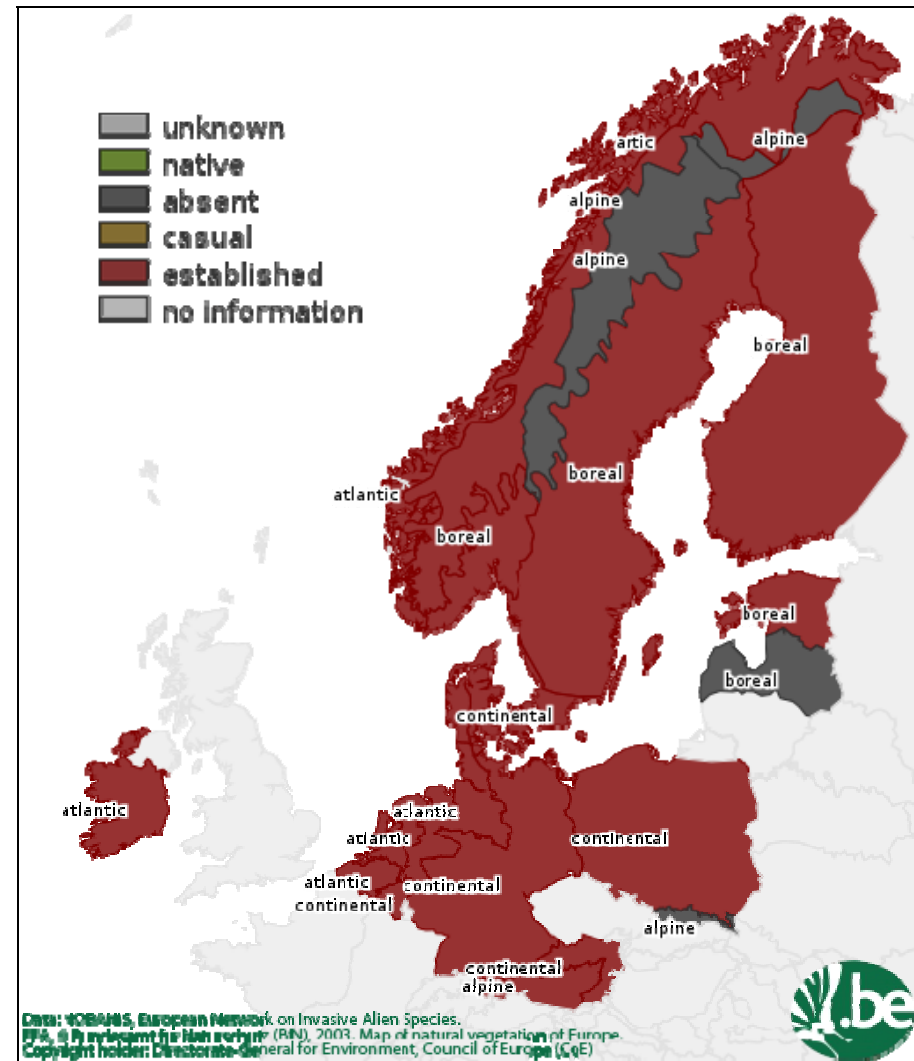 unknown
native
absent
casual
established
no information
artic
alpine
alpine
alpine
boreal
boreal
atlantic
boreal
boreal
boreal
continental
atlantic
atlantic
atlantic
continental
atlantic
continental
continental
alpine
continental
alpine
.be
Data: NOBANIS, European Network on Invasive Alien Species.
(BfN), 2003. Map of natural vegetation of Europe.
Copyright holder: Directorate-General for Environment, Council of Europe (CoE)